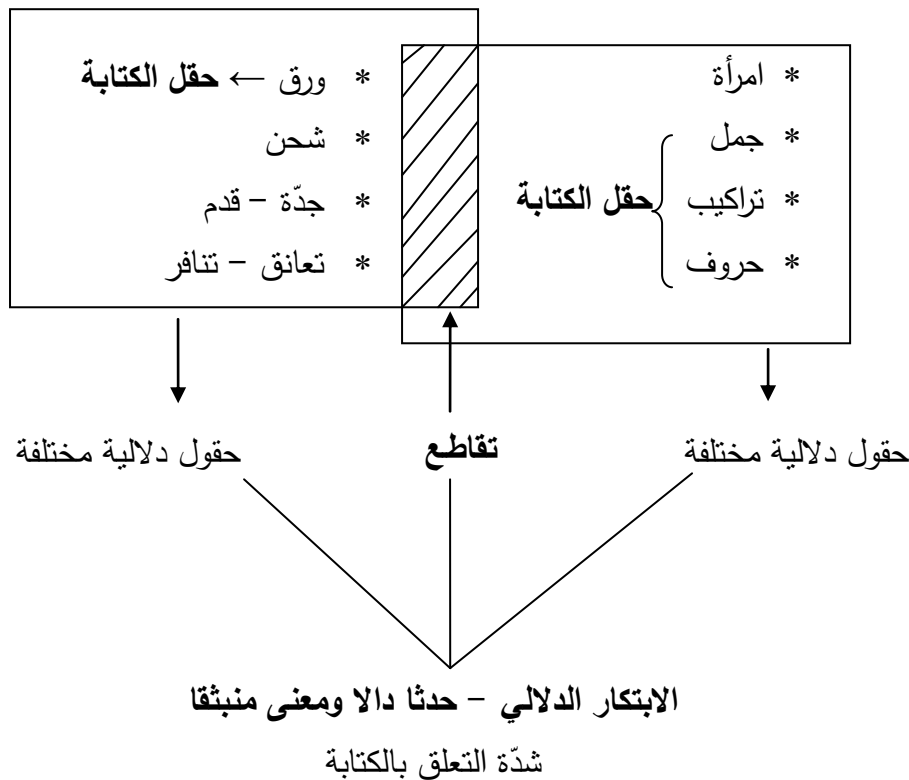 * امرأة
* جمل
* تراكيب
* حروف
حقل الكتابة
* ورق ← حقل الكتابة
* شحن
* جدّة – قدم
* تعانق – تنافر
حقول دلالية مختلفة
تقاطع
حقول دلالية مختلفة
الابتكار الدلالي – حدثا دالا ومعنى منبثقا
شدّة التعلق بالكتابة